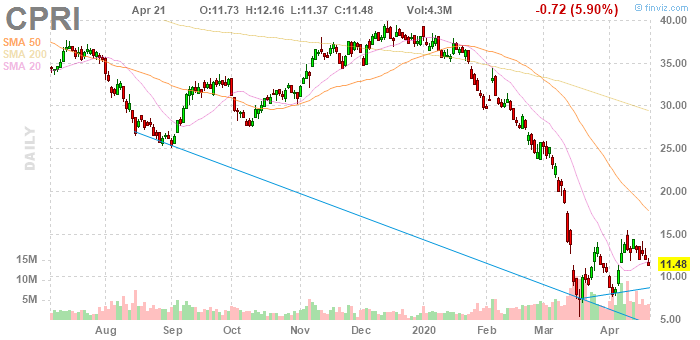 CPRI Apr 21 O:11.73 H:12.16 L:11.37 C:11.48 Vol:4.3M -0.72 (5.90%) © finviz.com
SMA 50
SMA 200
SMA 20
DAILY
40.00
35.00
30.00
25.00
20.00
15.00
11.48
10.00
5.00
15M
10M
5M
Aug Sep Oct Nov Dec 2020 Feb Mar Apr